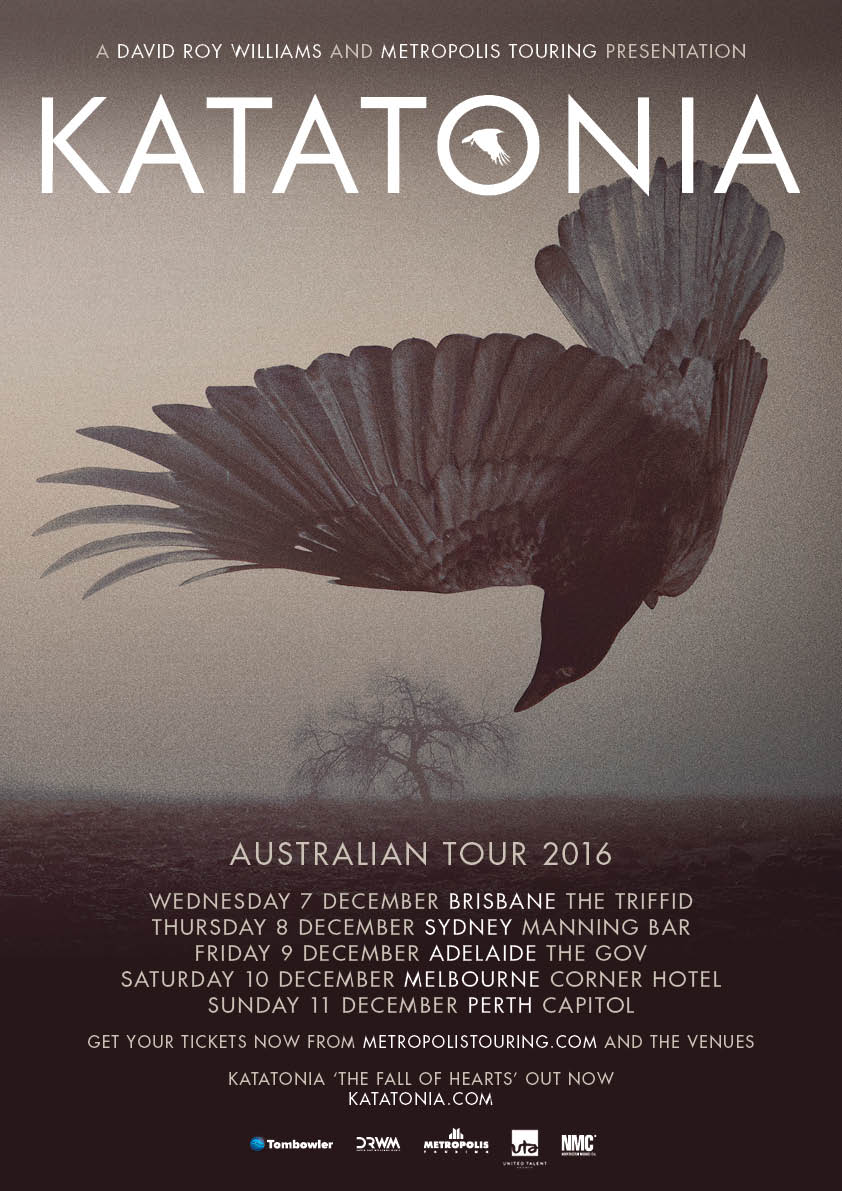 A DAVID ROY WILLIAMS AND METROPOLIS TOURING PRESENTATION
KATATONIA
AUSTRALIAN TOUR 2016
WEDNESDAY 7 DECEMBER BRISBANE THE TRIFFID
THURSDAY 8 DECEMBER SYDNEY MANNING BAR
FRIDAY 9 DECEMBER ADELAIDE THE GOV
SATURDAY 10 DECEMBER MELBOURNE CORNER HOTEL
SUNDAY 11 DECEMBER PERTH CAPITOL
GET YOUR TICKETS NOW FROM METROPOLISTOURING.COM AND THE VENUES
KATATONIA ‘THE FALL OF HEARTS’ OUT NOW
KATATONIA.COM
Tombowler DRWM METROPOLIS TOURING uta UNITED TALENT NMC